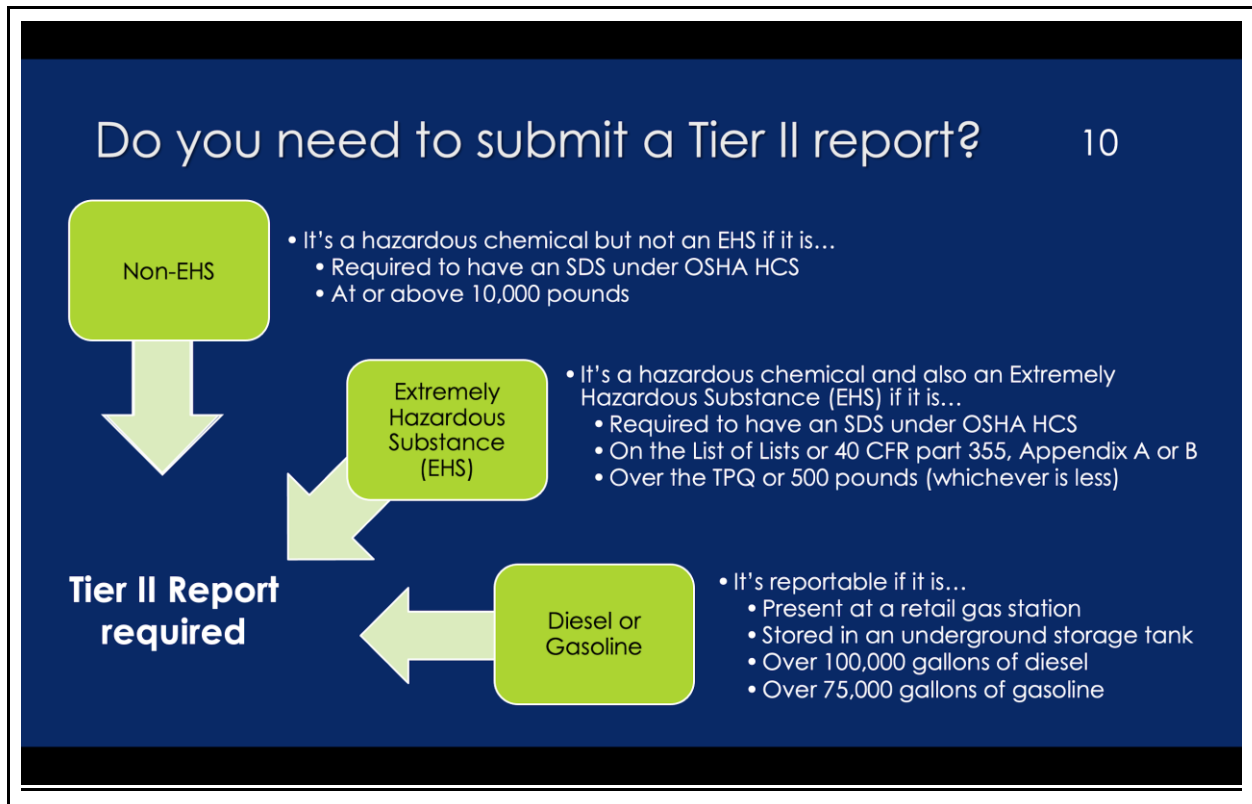 Do you need to submit a Tier II report?
10
Non-EHS
• It’s a hazardous chemical but not an EHS if it is…
• Required to have an SDS under OSHA HCS
• At or above 10,000 pounds
Extremely
Hazardous
Substance
(EHS)
• It’s a hazardous chemical and also an Extremely
Hazardous Substance (EHS) if it is…
• Required to have an SDS under OSHA HCS
• On the List of Lists or 40 CFR part 355, Appendix A or B
• Over the TPQ or 500 pounds (whichever is less)
Tier II Report
required
Diesel or
Gasoline
• It’s reportable if it is…
• Present at a retail gas station
• Stored in an underground storage tank
• Over 100,000 gallons of diesel
• Over 75,000 gallons of gasoline